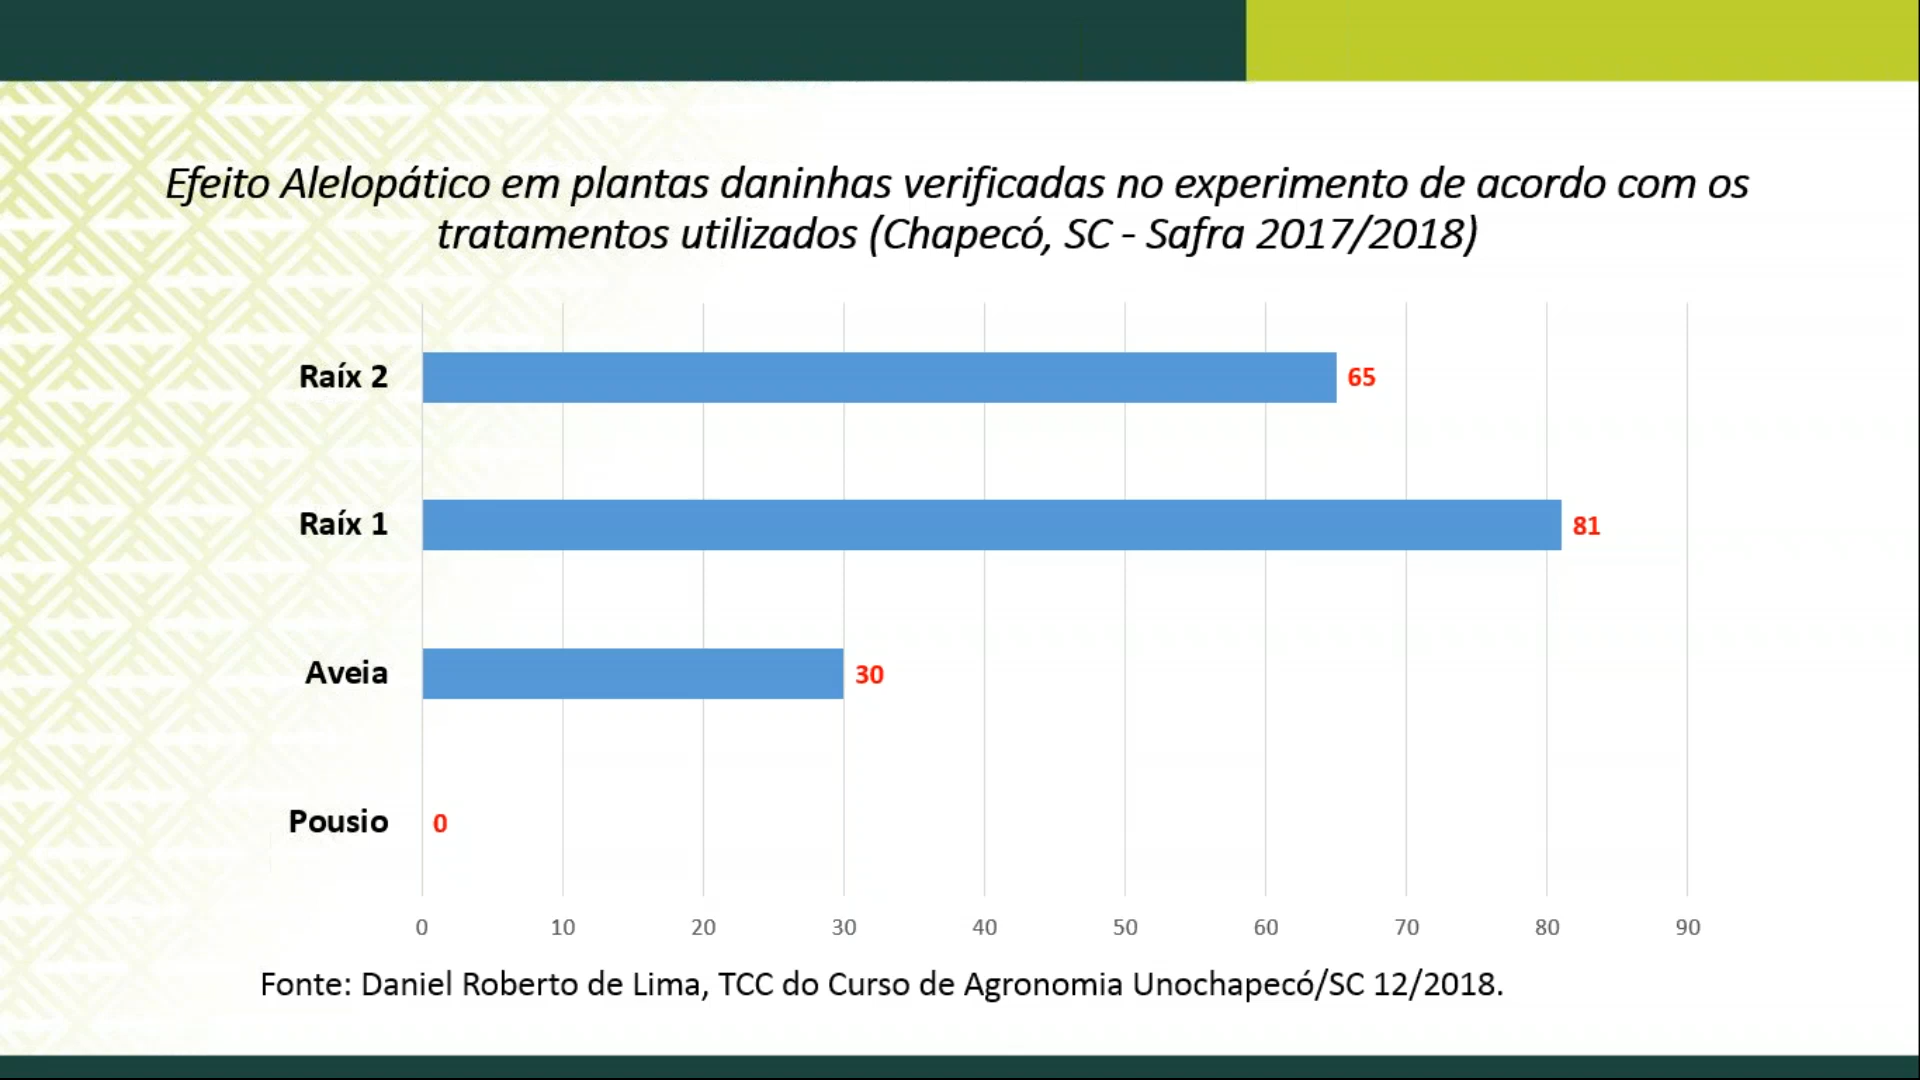 Efeito Alelopático em plantas daninhas verificadas no experimento de acordo com os
tratamentos utilizados (Chapecó, SC - Safra 2017/2018)
Raíx 2
65
Raíx 1
81
Aveia
30
Pousio
0
0 10 20 30 40 50 60 70 80 90
Fonte: Daniel Roberto de Lima, TCC do Curso de Agronomia Unochapecó/SC 12/2018.